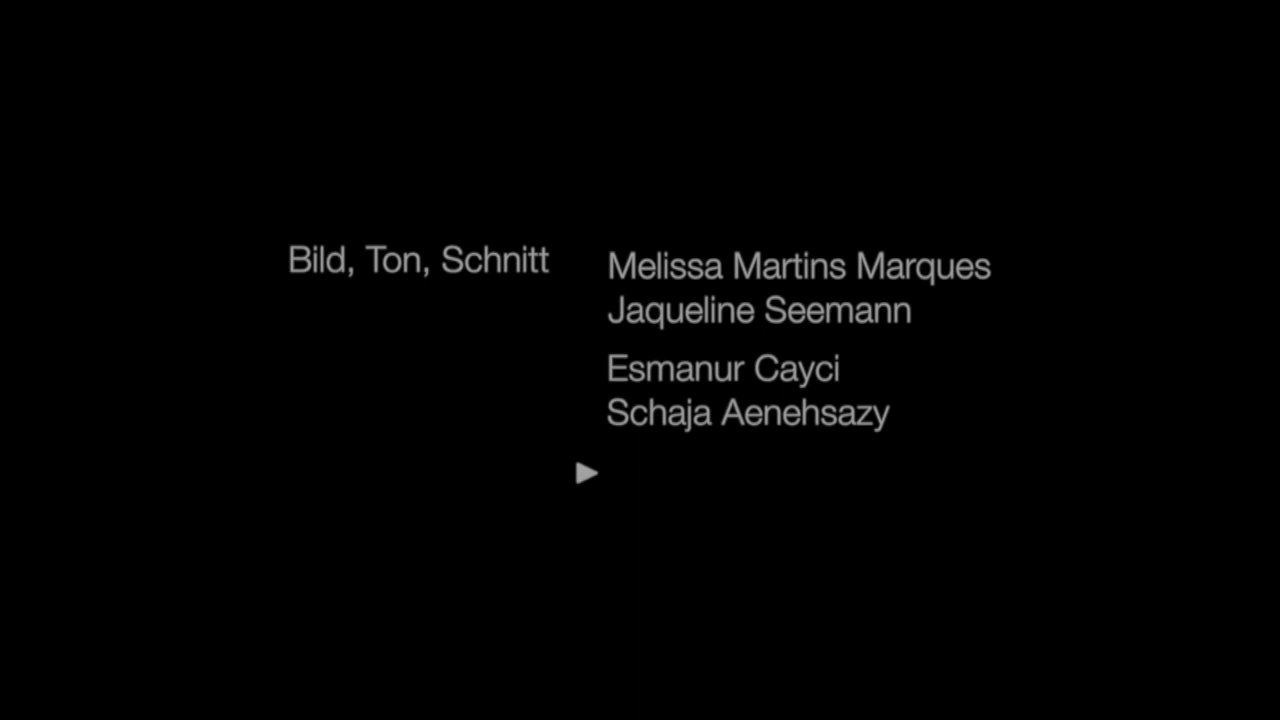 Bild, Ton, Schnitt
Melissa Martins Marques
Jaqueline Seemann
Esmanur Cayci
Schaja Aenehsazy